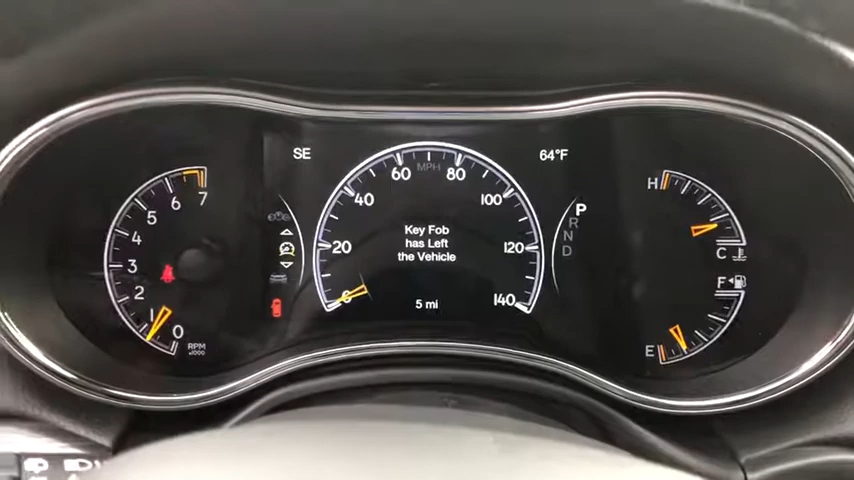 SE
64°F
60 MPH 80
40
100
20
120
0
140
Key Fob
has Left
the Vehicle
5 mi
P
R
N
D
7
6
5
4
3
2
1
0
RPM
x1000
H
C
F
E